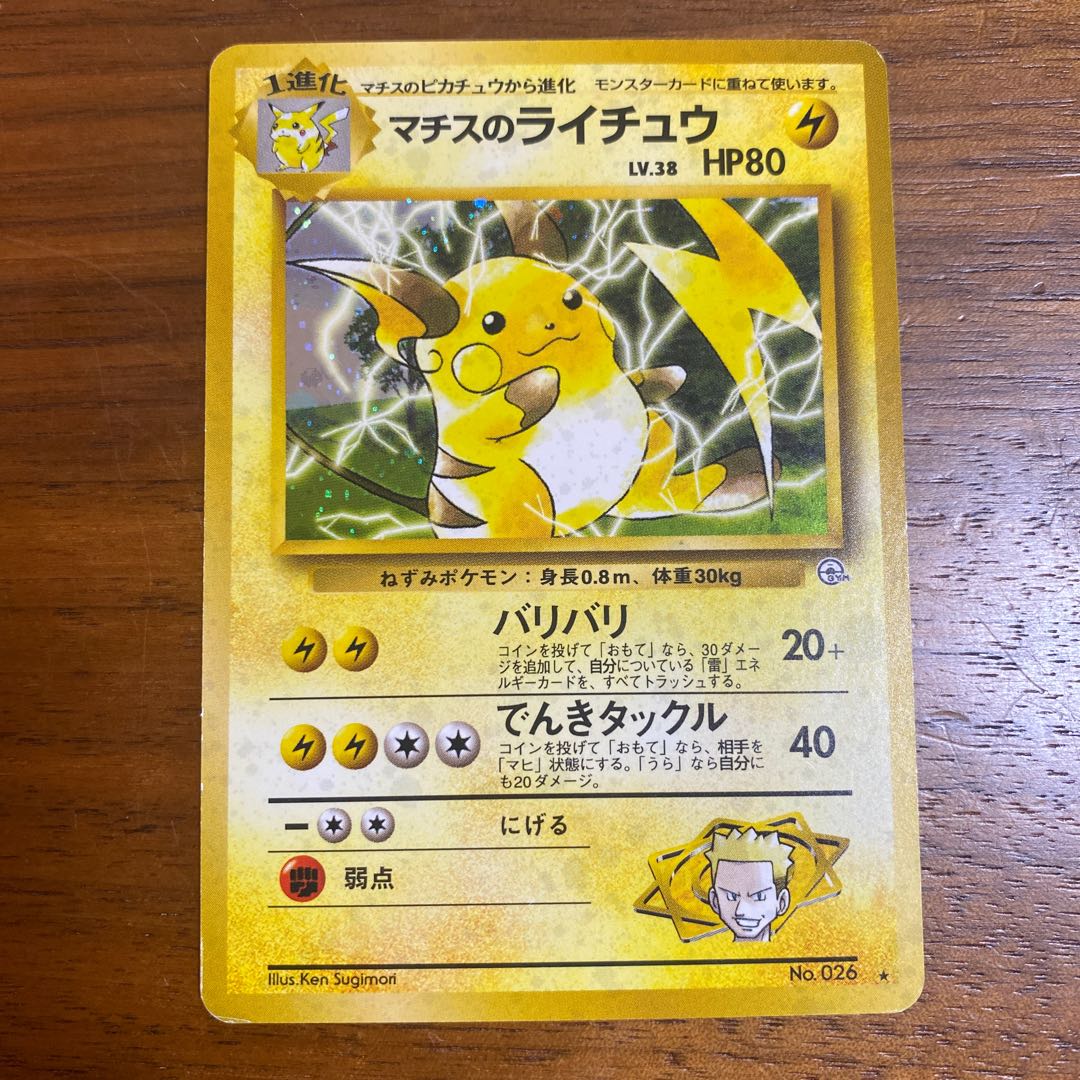 1進化 マチスのピカチュウから進化 モンスターカードに重ねて使います。
マチスのライチュウ
LV.38 HP80
ねずみポケモン：身長0.8m、体重30kg
GYM
バリバリ
コインを投げて「おもて」なら、30ダメー
ジを追加して、自分についている「雷」エネ
ルギーカードを、すべてトラッシュする。
20+
でんきタックル
コインを投げて「おもて」なら、相手を
「マヒ」状態にする。「うら」なら自分に
も20ダメージ。
40
にげる
弱点
Illus.Ken Sugimori
No.026 ★